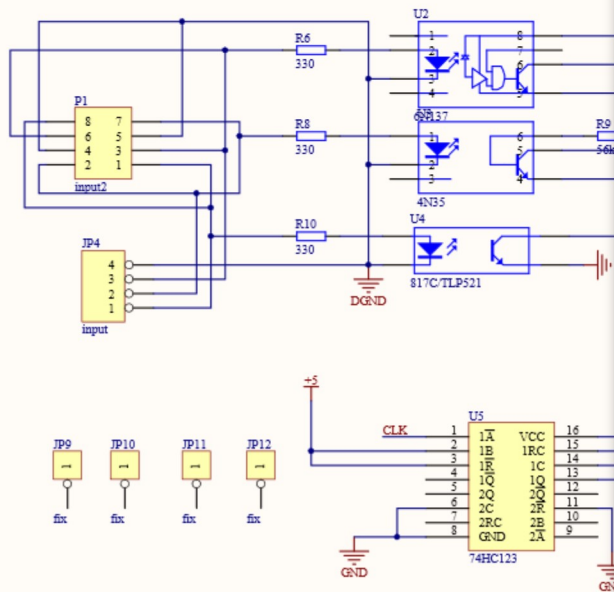 U2
R6
330
1
2
3
4
8
7
6
5
6N137
P1
8 7
6 5
4 3
2 1
input2
R8
330
1
2
3
6
5
4
4N35
R9
56k
R10
330
U4
817C/TLP521
JP4
4
3
2
1
input
DGND
+5
CLK
U5
1 1A VCC 16
2 1B 1RC 15
3 1R 1C 14
4 1Q 1Q 13
5 2Q 2Q 12
6 2C 2R 11
7 2RC 2B 10
8 GND 2A 9
74HC123
GND
JP9 JP10 JP11 JP12
1 1 1 1
fix fix fix fix